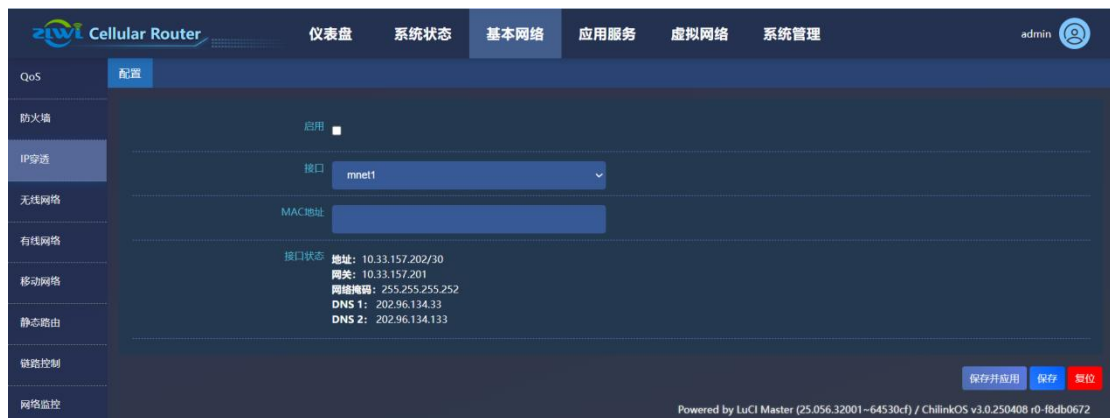 ziwi Cellular Router 仪表盘 系统状态 基本网络 应用服务 虚拟网络 系统管理 admin
QoS
配置
防火墙
启用
IP穿透
接口 mnet1
无线网络
MAC地址
有线网络
接口状态 地址: 10.33.157.202/30
网关: 10.33.157.201
移动网络
网络掩码: 255.255.255.252
DNS 1: 202.96.134.33
DNS 2: 202.96.134.133
静态路由
链路控制
保存并应用 保存 复位
网络监控
Powered by LuCI Master (25.056.32001~64530cf) / ChilinkOS v3.0.250408 r0-f8db0672